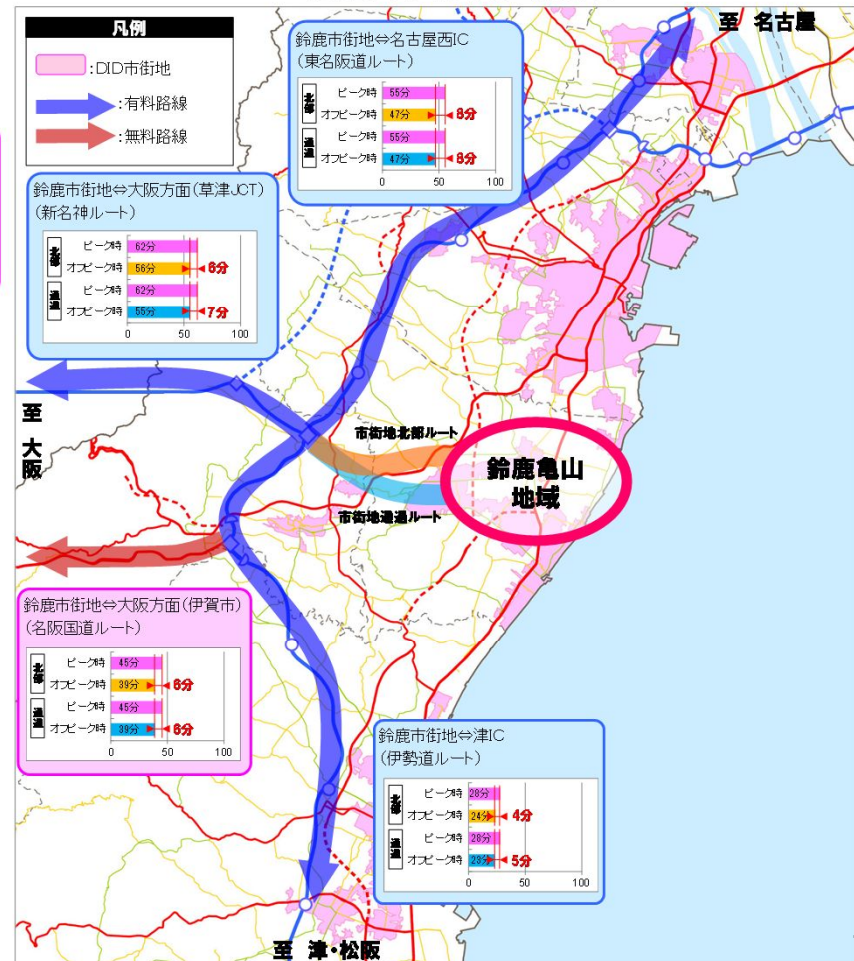 凡例
:DID市街地
:有料路線
:無料路線
鈴鹿市街地⇔名古屋西IC
(東名阪道ルート)
北部
ピーク時 55分
オフピーク時 47分 8分
通過
ピーク時 55分
オフピーク時 47分 8分
0 50 100
至 名古屋
鈴鹿市街地⇔大阪方面(草津JCT)
(新名神ルート)
北部
ピーク時 62分
オフピーク時 56分 6分
通過
ピーク時 62分
オフピーク時 55分 7分
0 50 100
至 大阪
市街地北部ルート
鈴鹿亀山
地域
市街地通過ルート
鈴鹿市街地⇔大阪方面(伊賀市)
(名阪国道ルート)
北部
ピーク時 45分
オフピーク時 39分 6分
通過
ピーク時 45分
オフピーク時 39分 6分
0 50 100
鈴鹿市街地⇔津IC
(伊勢道ルート)
北部
ピーク時 28分
オフピーク時 24分 4分
通過
ピーク時 28分
オフピーク時 23分 5分
0 50 100
至 津・松阪